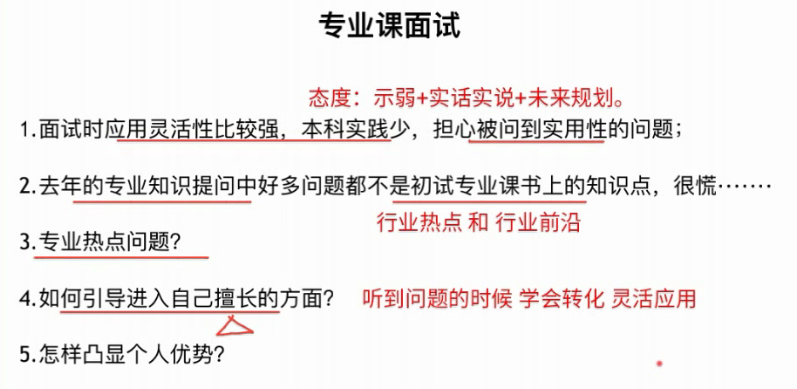 专业课面试
态度：示弱+实话实说+未来规划。
1.面试时应用灵活性比较强，本科实践少，担心被问到实用性的问题；
2.去年的专业知识提问中好多问题都不是初试专业课书上的知识点，很慌……
行业热点 和 行业前沿
3.专业热点问题？
4.如何引导进入自己擅长的方面？ 听到问题的时候 学会转化 灵活应用
5.怎样凸显个人优势？